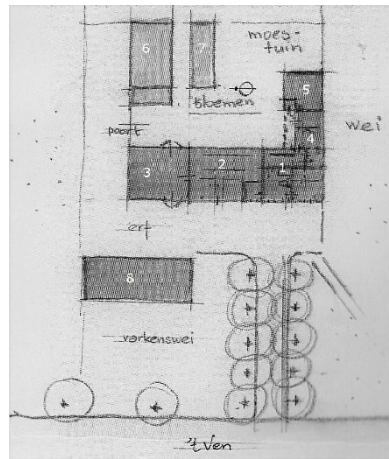 6
7
moes-
tuin
5
bloemen
4
wei
poort
3
2
1
erf
8
varkenswei
't Ven